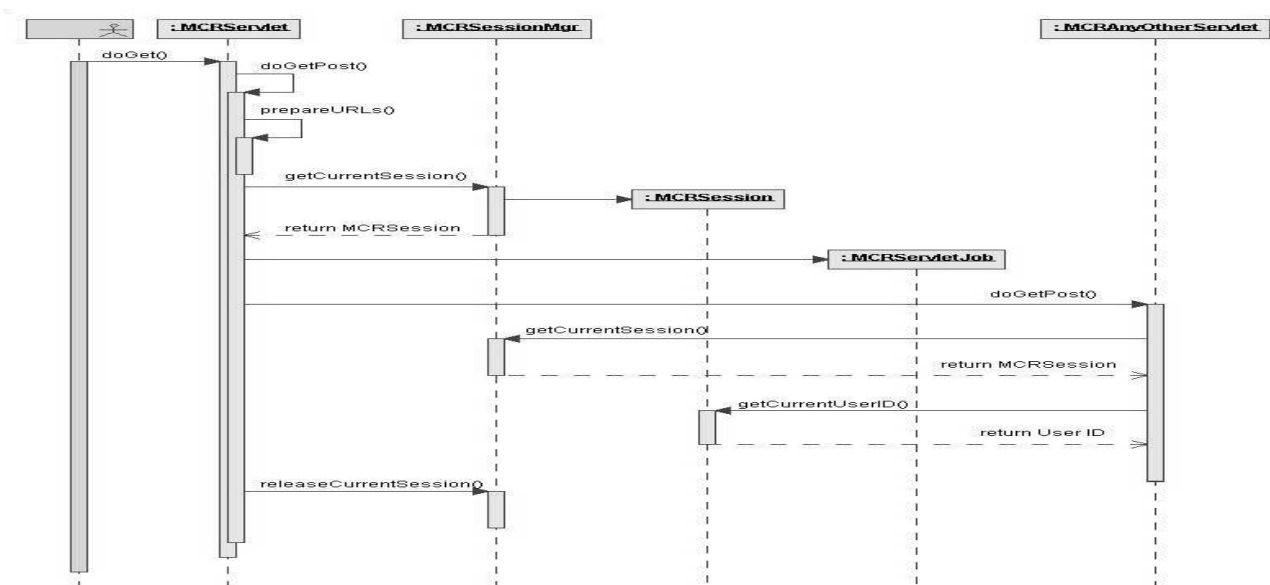 : MCRServlet
: MCRSessionMgr
: MCRAnyOtherServlet
doGet()
doGetPost()
prepareURLs()
getCurrentSession()
: MCRSession
return MCRSession
: MCRServletJob
doGetPost()
getCurrentSession()
return MCRSession
getCurrentUserID()
return User ID
releaseCurrentSession()